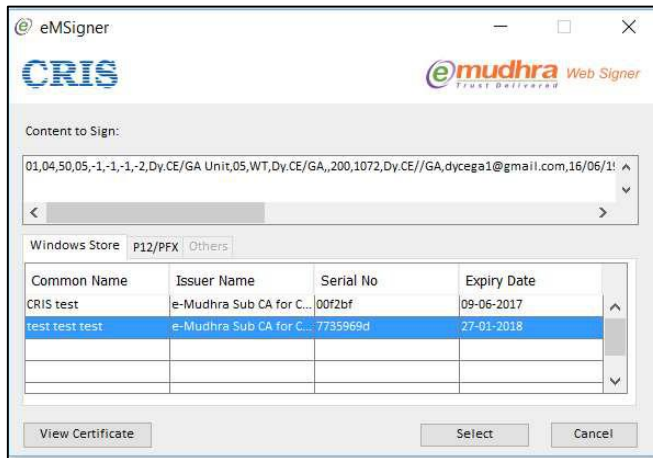 eMSigner
CRIS
emudhra Web Signer
Trust Delivered
Content to Sign:
01,04,50,05,-1,-1,-1,-2,Dy.CE/GA Unit,05,WT,Dy.CE/GA,,200,1072,Dy.CE//GA,dycega1@gmail.com,16/06/1
Windows Store P12/PFX Others
Common Name Issuer Name Serial No Expiry Date
CRIS test e-Mudhra Sub CA for C... 00f2bf 09-06-2017
test test test e-Mudhra Sub CA for C... 7735969d 27-01-2018
View Certificate Select Cancel